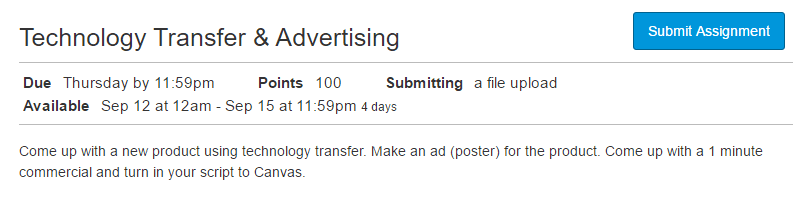 Technology Transfer & Advertising
Submit Assignment
Due Thursday by 11:59pm Points 100 Submitting a file upload
Available Sep 12 at 12am - Sep 15 at 11:59pm 4 days
Come up with a new product using technology transfer. Make an ad (poster) for the product. Come up with a 1 minute
commercial and turn in your script to Canvas.